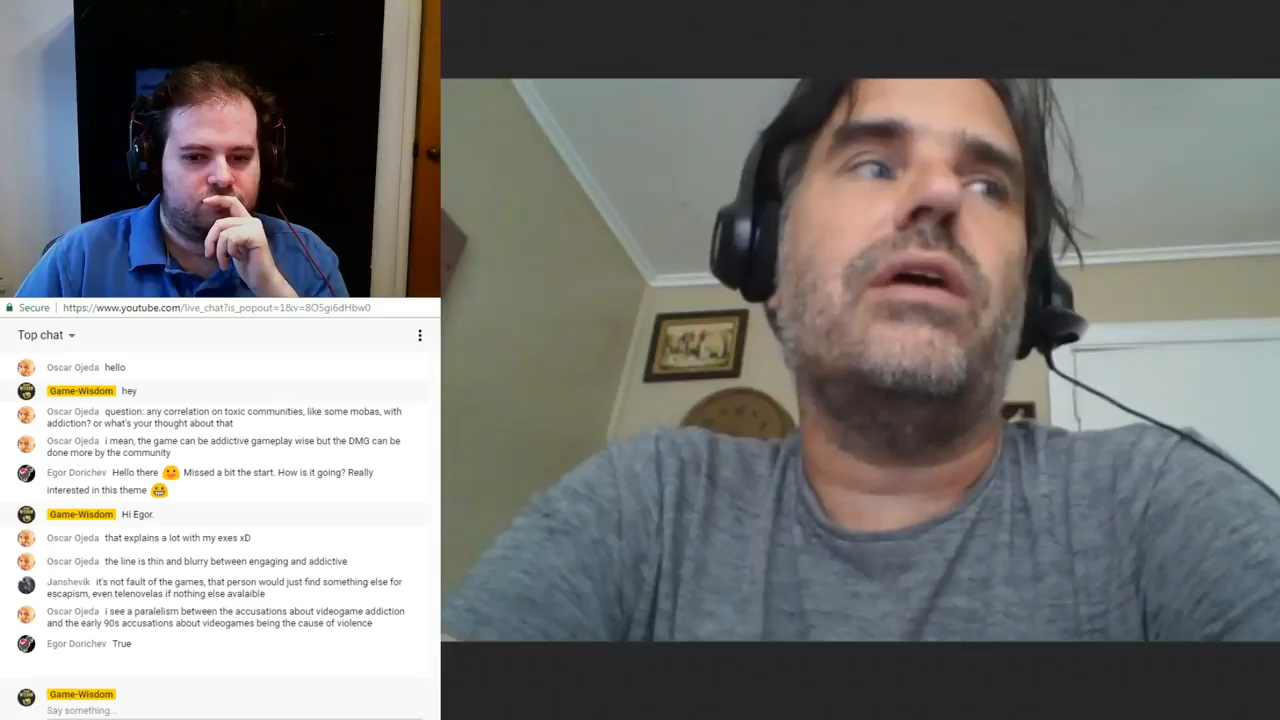 Secure https://www.youtube.com/live_chat?is_popout=1&v=8O5gi6dHbw0
Top chat
Oscar Ojeda hello
Game-Wisdom hey
Oscar Ojeda question: any correlation on toxic communities, like some mobas, with
addiction? or what's your thought about that
Oscar Ojeda i mean, the game can be addictive gameplay wise but the DMG can be
done more by the community
Egor Dorichev Hello there Missed a bit the start. How is it going? Really
interested in this theme
Game-Wisdom Hi Egor.
Oscar Ojeda that explains a lot with my exes xD
Oscar Ojeda the line is thin and blurry between engaging and addictive
Janshevik it's not fault of the games, that person would just find something else for
escapism, even telenovelas if nothing else avalaible
Oscar Ojeda i see a paralelism between the accusations about videogame addiction
and the early 90s accusations about videogames being the cause of violence
Egor Dorichev True
Game-Wisdom
Say something...